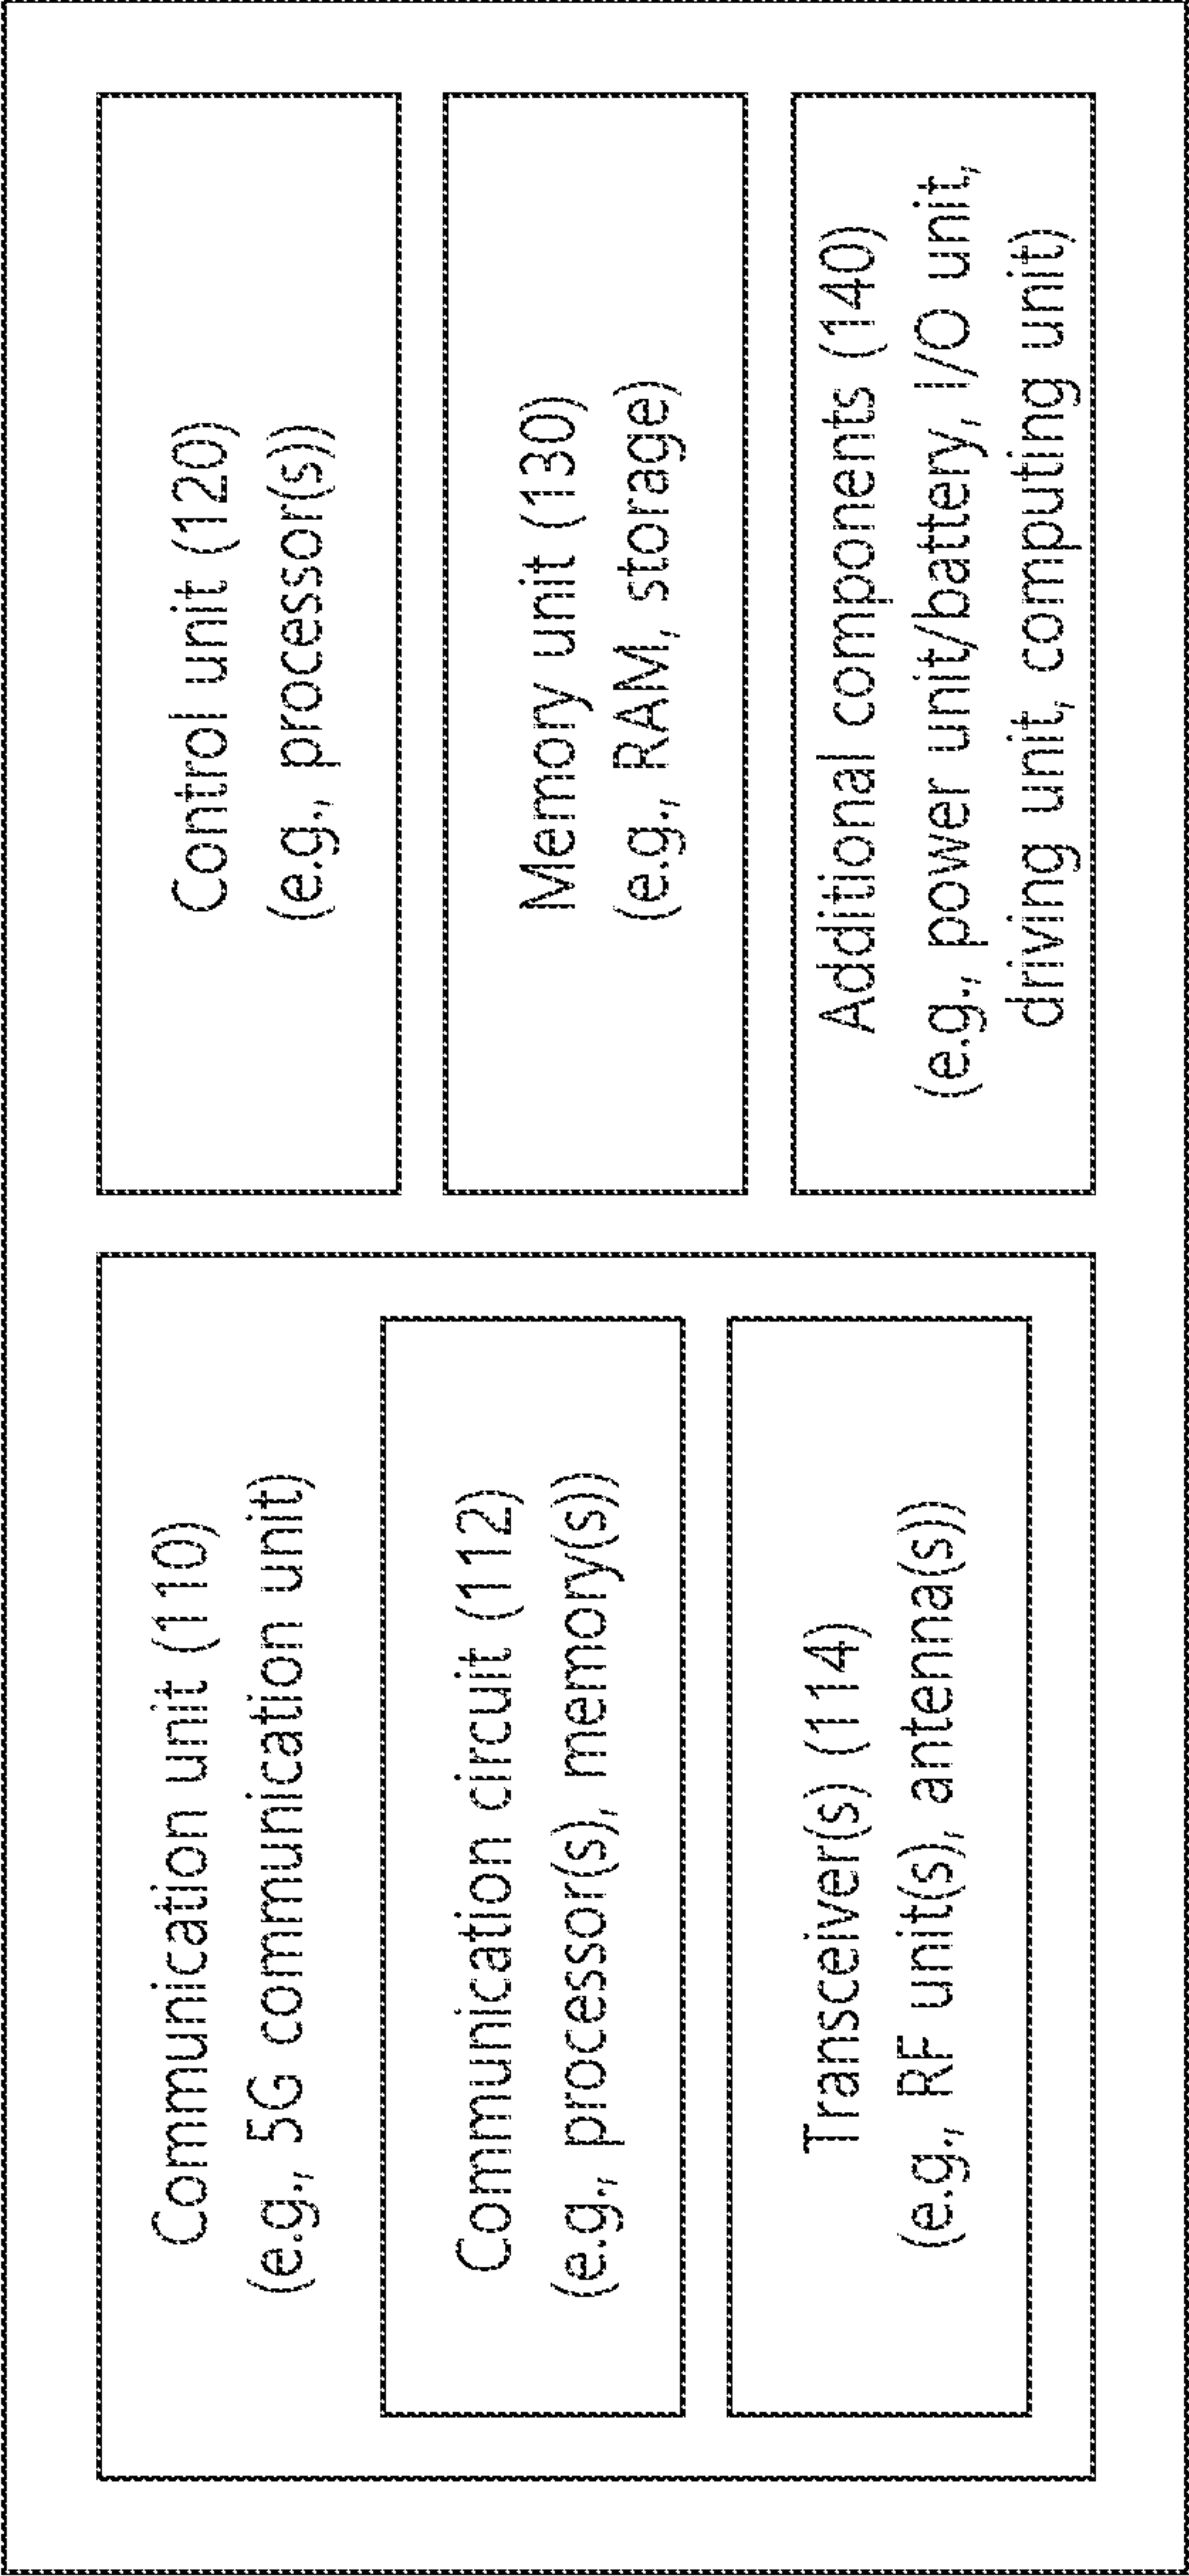 Communication unit (110)
(e.g., 5G communication unit)
Communication circuit (112)
(e.g., processor(s), memory(s))
Transceiver(s) (114)
(e.g., RF unit(s), antenna(s))
Control unit (120)
(e.g., processor(s))
Memory unit (130)
(e.g., RAM, storage)
Additional components (140)
(e.g., power unit/battery, I/O unit,
driving unit, computing unit)